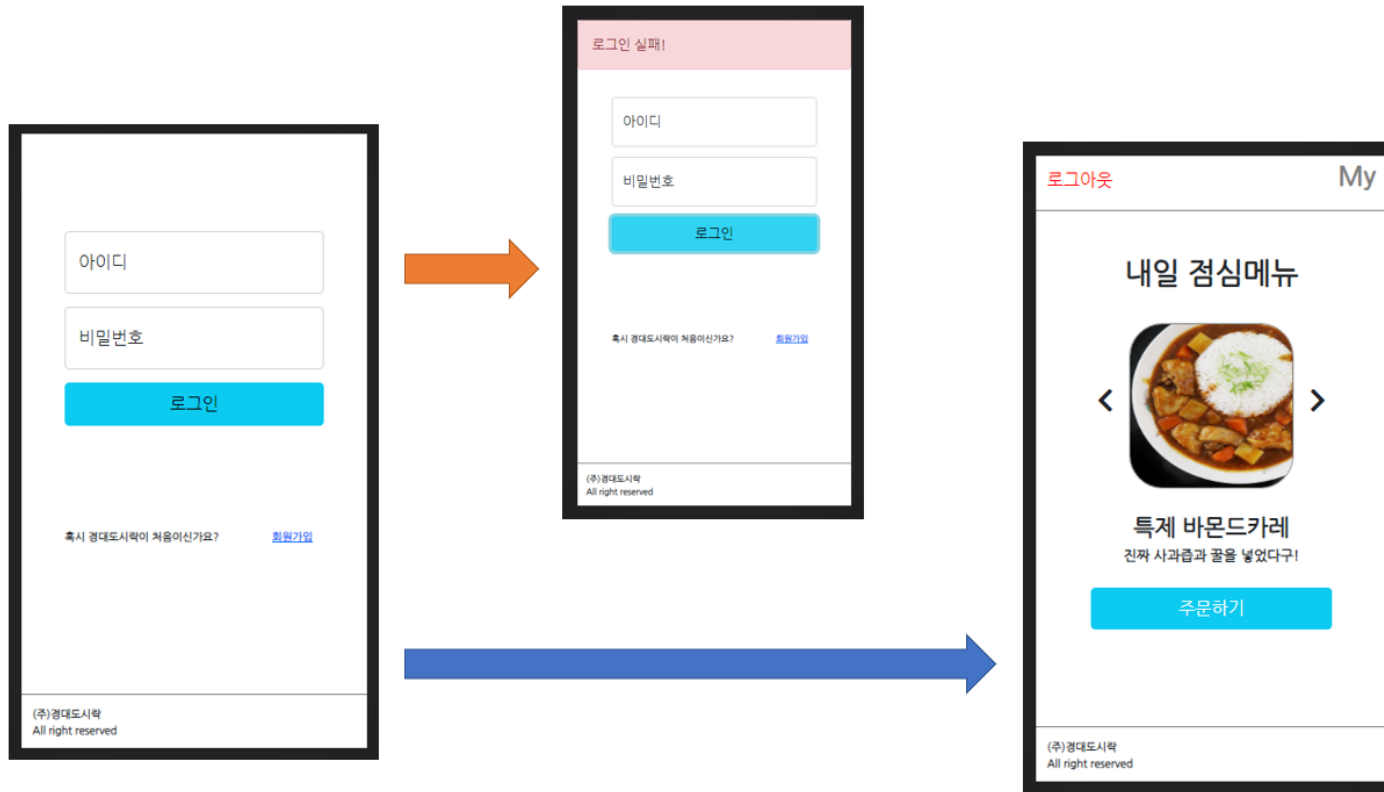 아이디
비밀번호
로그인
혹시 경대도시락이 처음이신가요? 회원가입
(주)경대도시락
All right reserved
로그인 실패!
아이디
비밀번호
로그인
혹시 경대도시락이 처음이신가요? 회원가입
(주)경대도시락
All right reserved
로그아웃 My
내일 점심메뉴
특제 바몬드카레
진짜 사과즙과 꿀을 넣었다구!
주문하기
(주)경대도시락
All right reserved